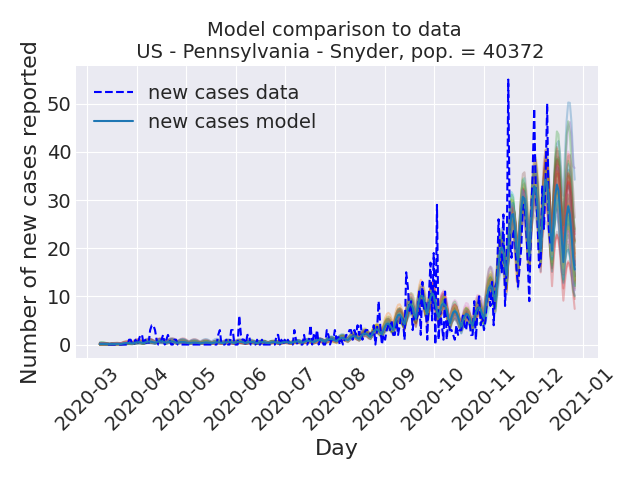 Model comparison to data
US - Pennsylvania - Snyder, pop. = 40372
Number of new cases reported
50
40
30
20
10
0
new cases data
new cases model
2020-03
2020-04
2020-05
2020-06
2020-07
2020-08
2020-09
2020-10
2020-11
2020-12
2021-01
Day